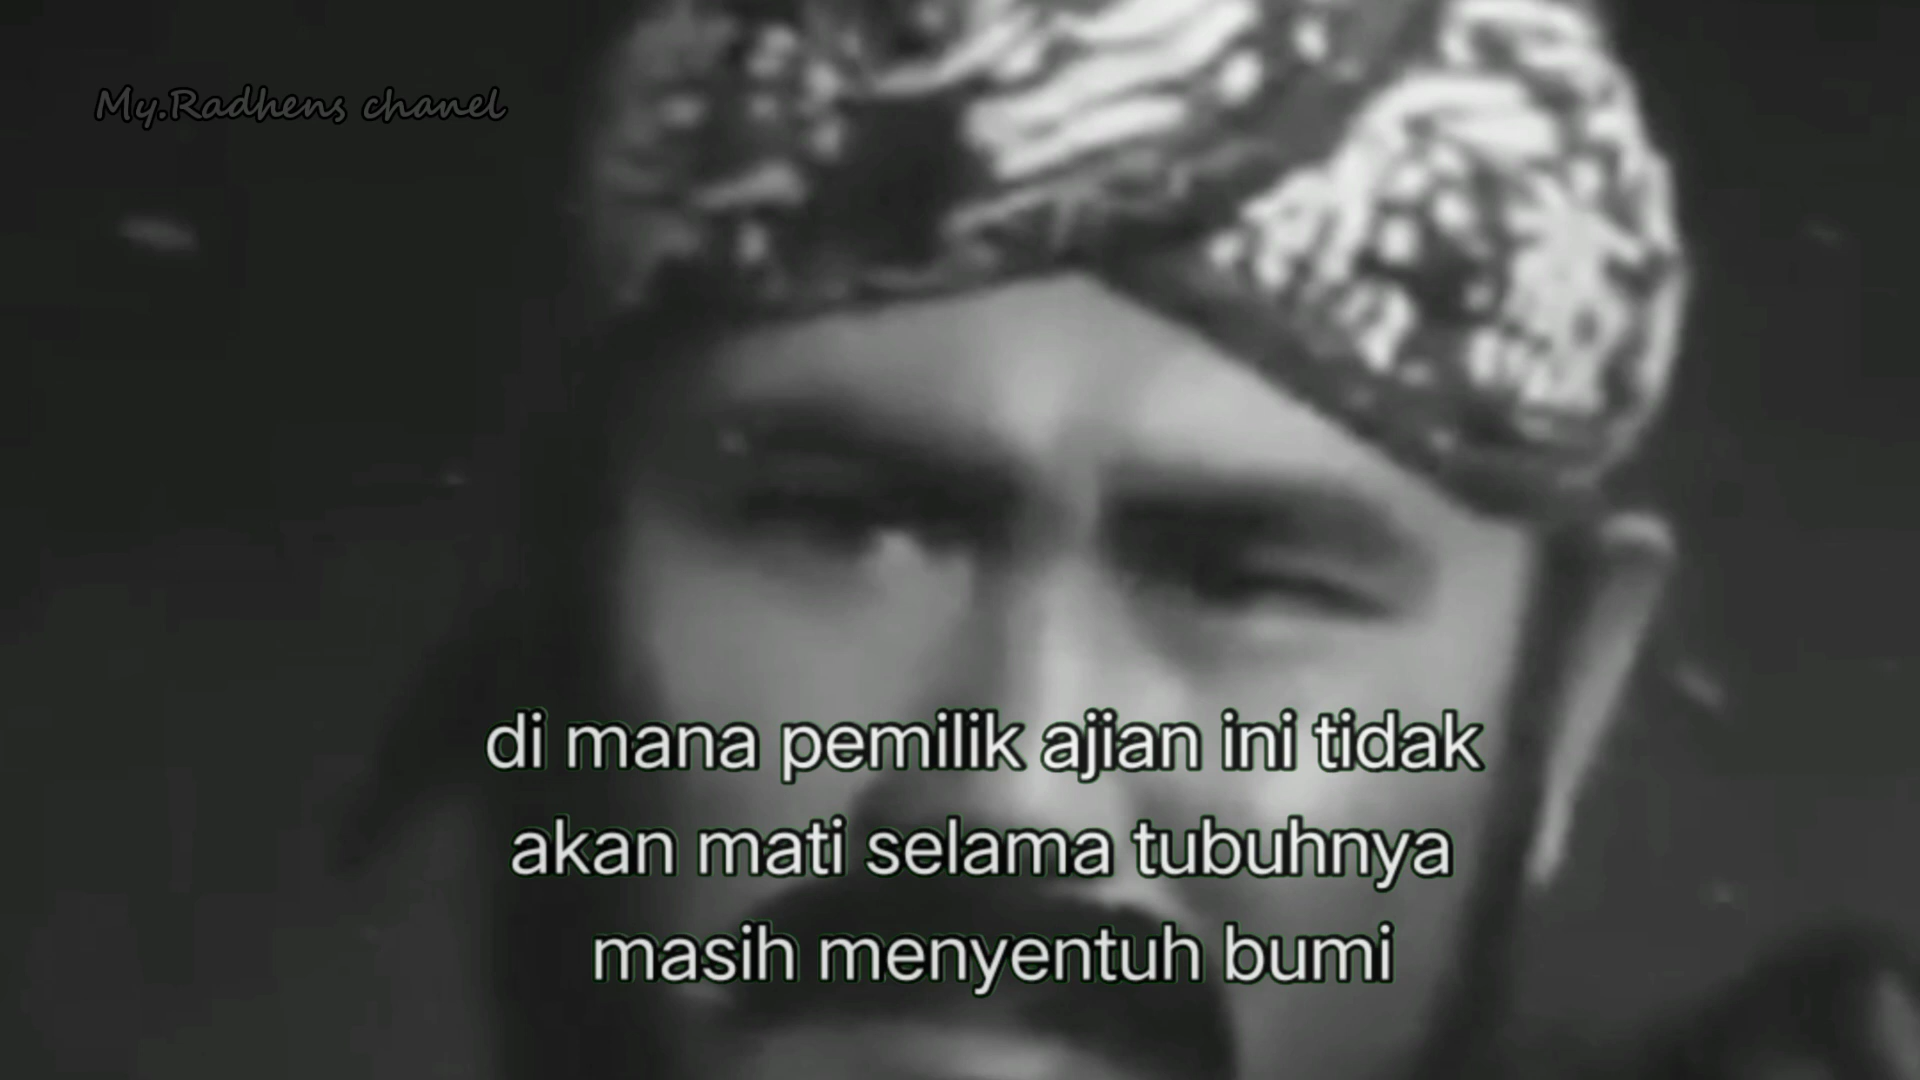 My.Radhens chanel
di mana pemilik ajian ini tidak
akan mati selama tubuhnya
masih menyentuh bumi